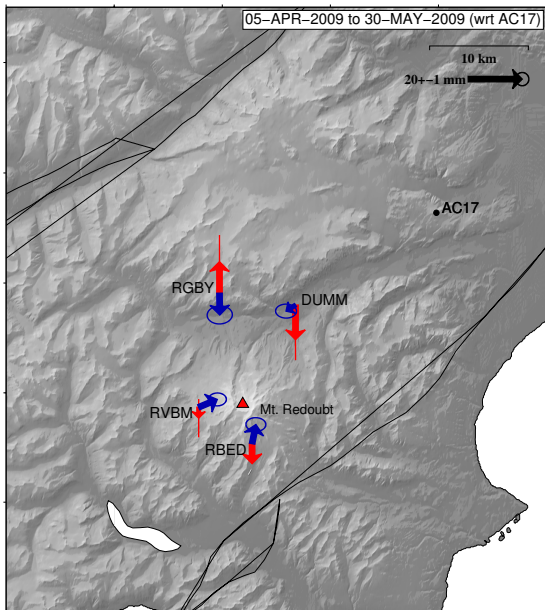 05-APR-2009 to 30-MAY-2009 (wrt AC17)
10 km
20+-1 mm
AC17
RGBY
DUMM
RVBM
Mt. Redoubt
RBED